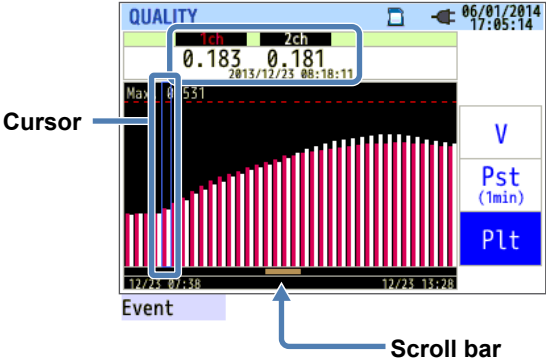 QUALITY
06/01/2014
17:05:14
1ch 2ch
0.183 0.181
2013/12/23 08:18:11
Max. 0.531
Cursor
V
Pst
(1min)
Plt
12/23 07:38 12/23 13:28
Event
Scroll bar